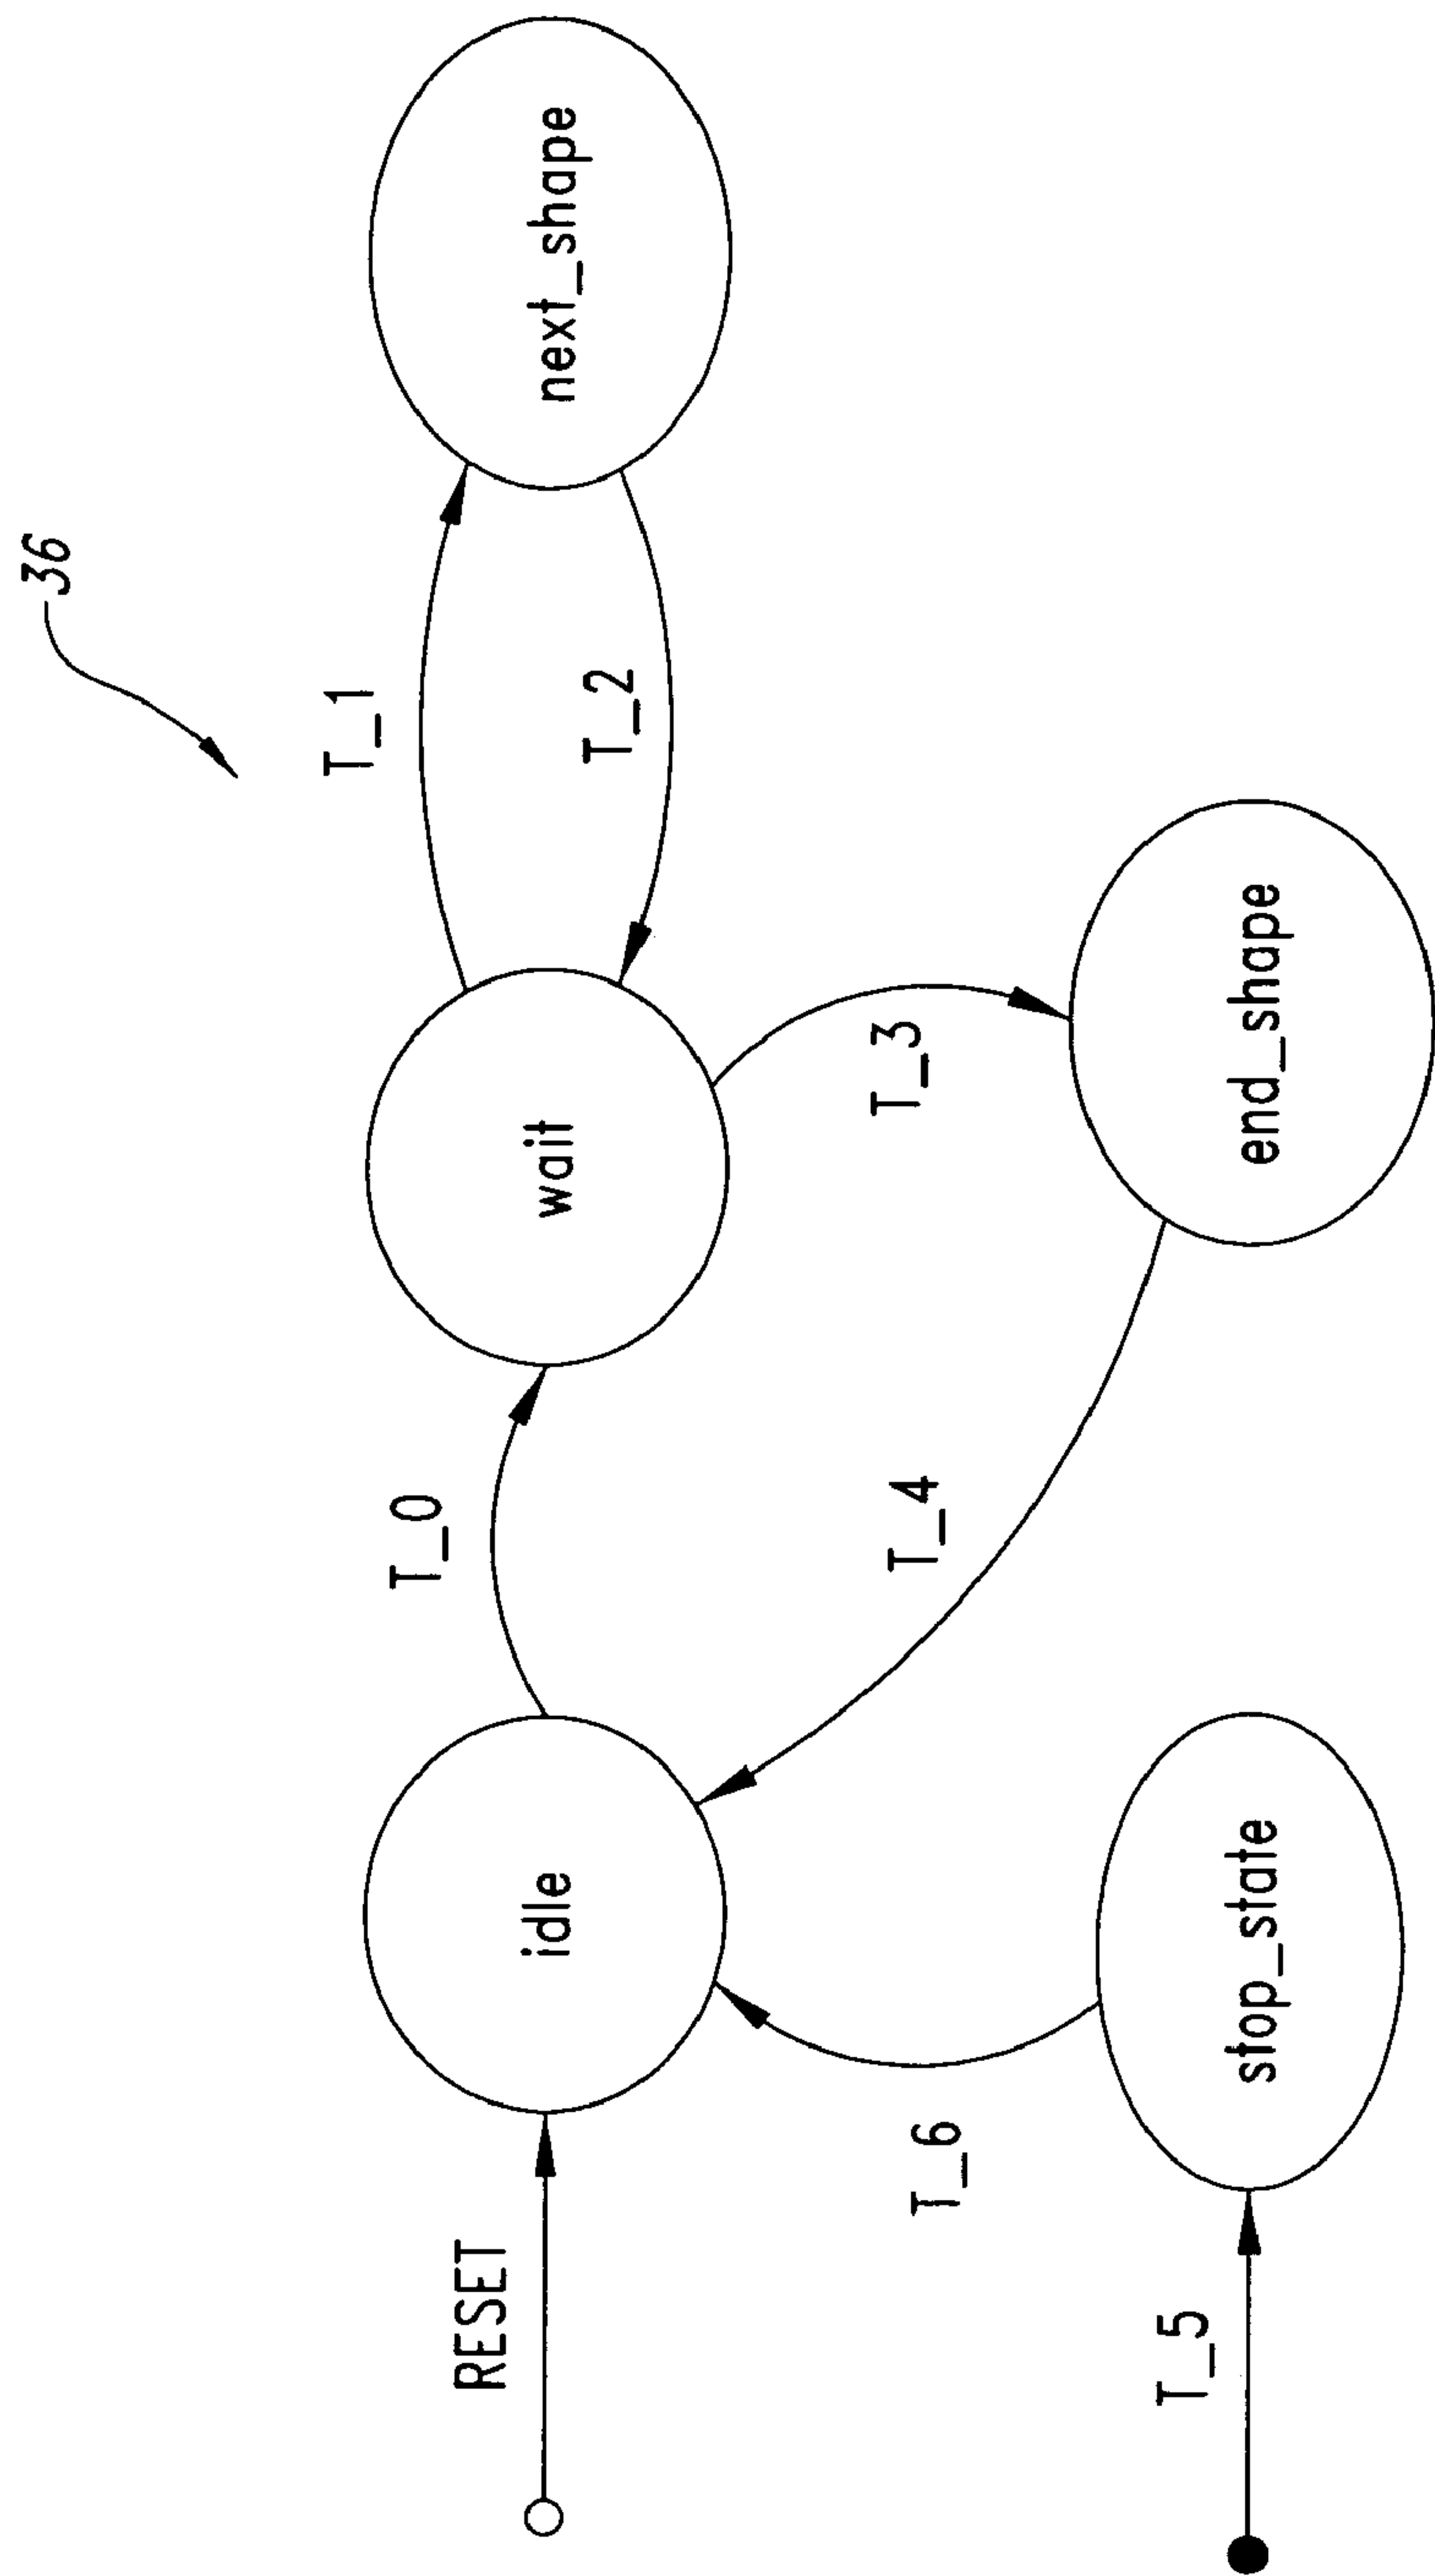 36
T_1
next_shape
T_2
T_0
wait
T_3
end_shape
T_4
RESET
idle
T_6
stop_state
T_5